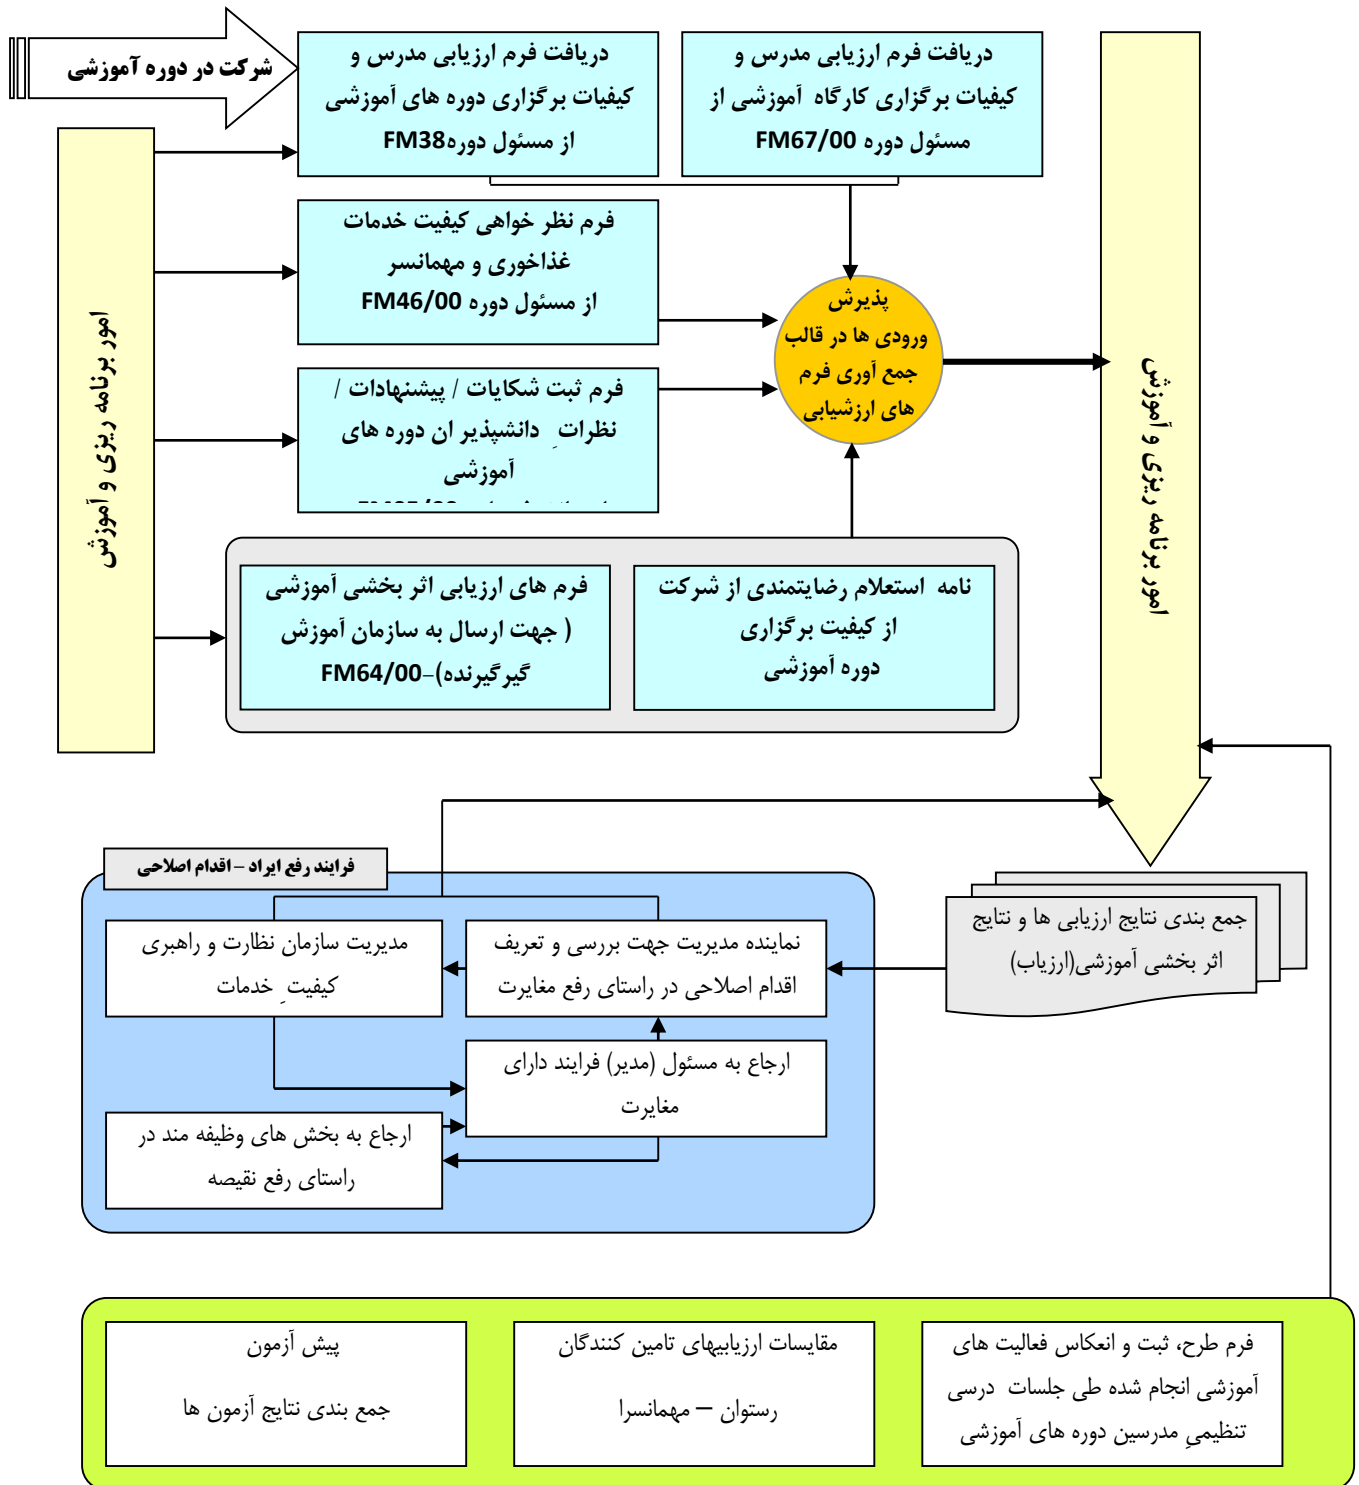 شرکت در دوره آموزشی
دریافت فرم ارزیابی مدرس و
کیفیات برگزاری دوره های آموزشی
از مسئول دوره FM38
دریافت فرم ارزیابی مدرس و
کیفیات برگزاری کارگاه آموزشی از
مسئول دوره FM67/00
امور برنامه ریزی و آموزش
فرم نظر خواهی کیفیت خدمات
غذاخوری و مهمانسر
از مسئول دوره FM46/00
پذیرش
ورودی ها در قالب
جمع آوری فرم
های ارزشیابی
امور برنامه ریزی و آموزش
فرم ثبت شکایات / پیشنهادات /
نظراتِ دانشپذیر ان دوره های
آموزشی
فرم های ارزیابی اثر بخشی آموزشی
( جهت ارسال به سازمان آموزش
گیرگیرنده)-FM64/00
نامه استعلام رضایتمندی از شرکت
از کیفیت برگزاری
دوره آموزشی
فرایند رفع ایراد – اقدام اصلاحی
جمع بندی نتایج ارزیابی ها و نتایج
اثر بخشی آموزشی(ارزیاب)
نماینده مدیریت جهت بررسی و تعریف
اقدام اصلاحی در راستای رفع مغایرت
مدیریت سازمان نظارت و راهبری
کیفیتِ خدمات
ارجاع به مسئول (مدیر) فرایند دارای
مغایرت
ارجاع به بخش های وظیفه مند در
راستای رفع نقیصه
فرم طرح، ثبت و انعکاس فعالیت های
آموزشی انجام شده طی جلسات درسی
تنظیمیِ مدرسین دوره های آموزشی
مقایسات ارزیابیهای تامین کنندگان
رستوان – مهمانسرا
پیش آزمون
جمع بندی نتایج آزمون ها